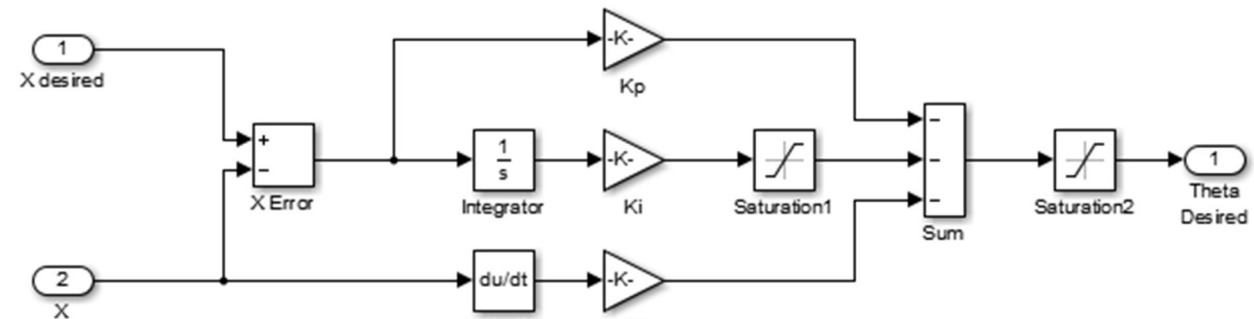 1
X desired
+
−
X Error
-K-
Kp
1
s
Integrator
-K-
Ki
Saturation1
−
−
−
Sum
Saturation2
1
Theta
Desired
2
X
du/dt
-K-